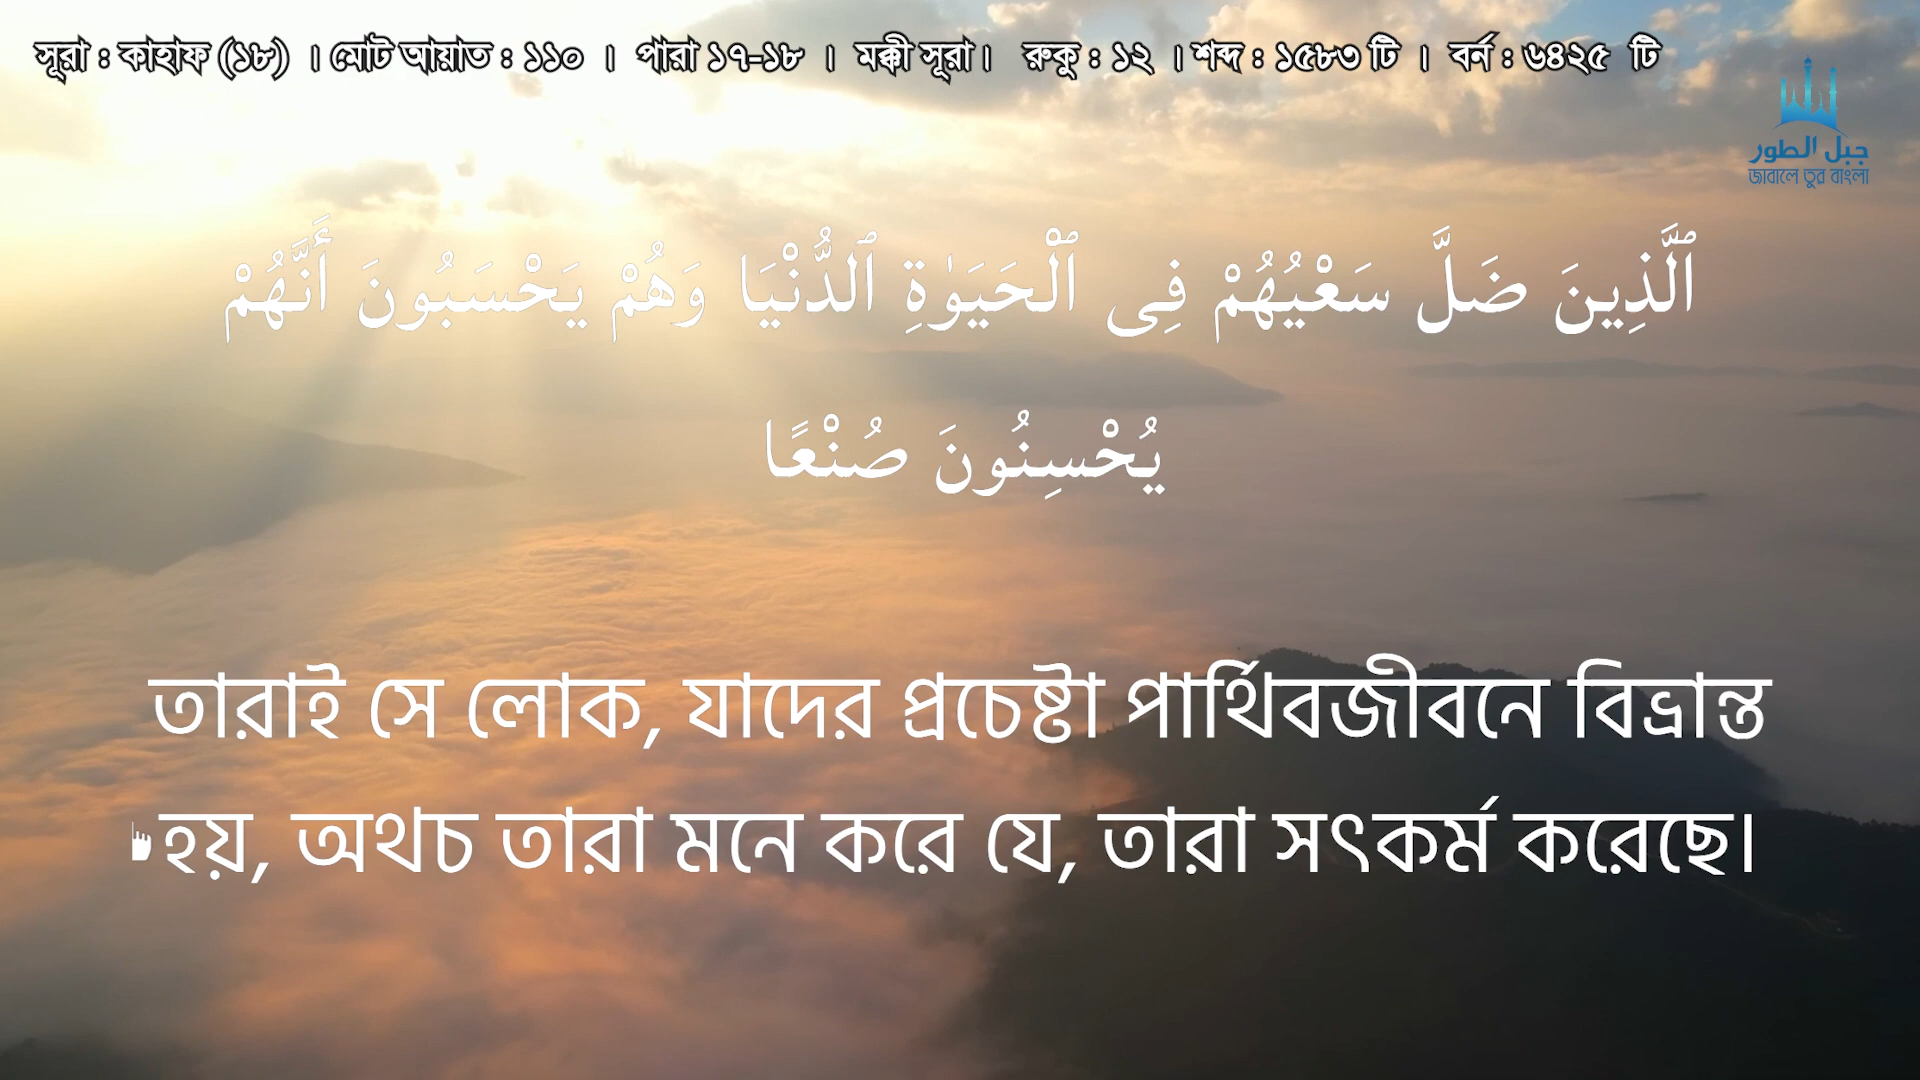 সূরা : কাহাফ (১৮) । মোট আয়াত : ১১০ । পারা ১৭-১৮ । মক্কী সূরা। রুকু : ১২ । শব্দ : ১৫৮৩ টি । বর্ন : ৬৪২৫ টি
جبل الطور
জাবালে তুর বাংলা
ٱلَّذِينَ ضَلَّ سَعْيُهُمْ فِى ٱلْحَيَوٰةِ ٱلدُّنْيَا وَهُمْ يَحْسَبُونَ أَنَّهُمْ
يُحْسِنُونَ صُنْعًا
তারাই সে লোক, যাদের প্রচেষ্টা পার্থিবজীবনে বিভ্রান্ত
হয়, অথচ তারা মনে করে যে, তারা সৎকর্ম করেছে।